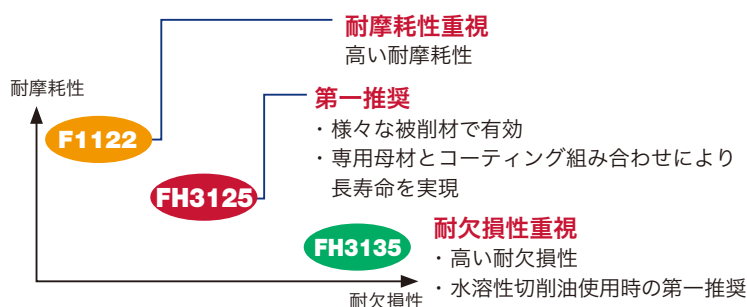 耐摩耗性重視
高い耐摩耗性
耐摩耗性
第一推奨
F1122
・様々な被削材で有効
・専用母材とコーティング組み合わせにより
長寿命を実現
FH3125
耐欠損性重視
FH3135
・高い耐欠損性
・水溶性切削油使用時の第一推奨
耐欠損性